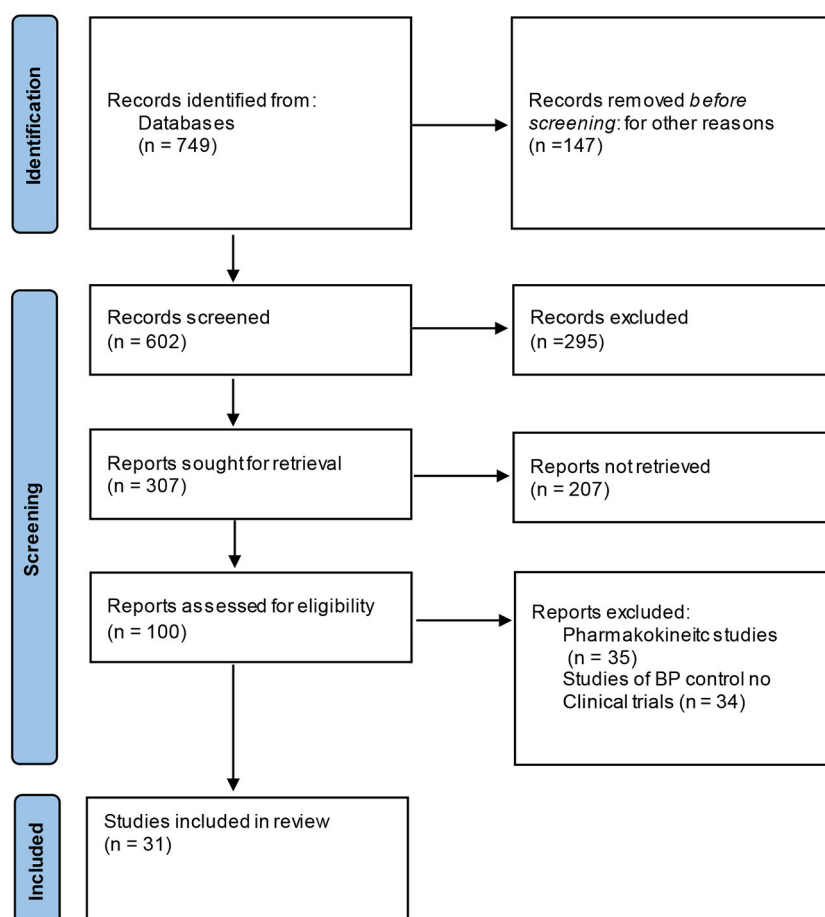 Identification
Records identified from:
Databases
(n = 749)
Records removed before
screening: for other reasons
(n =147)
Screening
Records screened
(n = 602)
Records excluded
(n =295)
Reports sought for retrieval
(n = 307)
Reports not retrieved
(n = 207)
Reports assessed for eligibility
(n = 100)
Reports excluded:
Pharmakokineitc studies
(n = 35)
Studies of BP control no
Clinical trials (n = 34)
Included
Studies included in review
(n = 31)